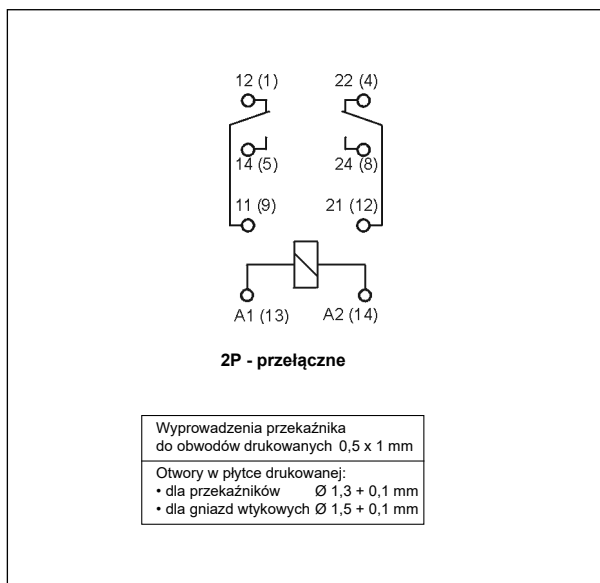 12 (1) 22 (4)
14 (5) 24 (8)
11 (9) 21 (12)
A1 (13) A2 (14)
2P - przełączne
Wyprowadzenia przekaźnika
do obwodów drukowanych 0,5 x 1 mm
Otwory w płytce drukowanej:
• dla przekaźników Ø 1,3 + 0,1 mm
• dla gniazd wtykowych Ø 1,5 + 0,1 mm